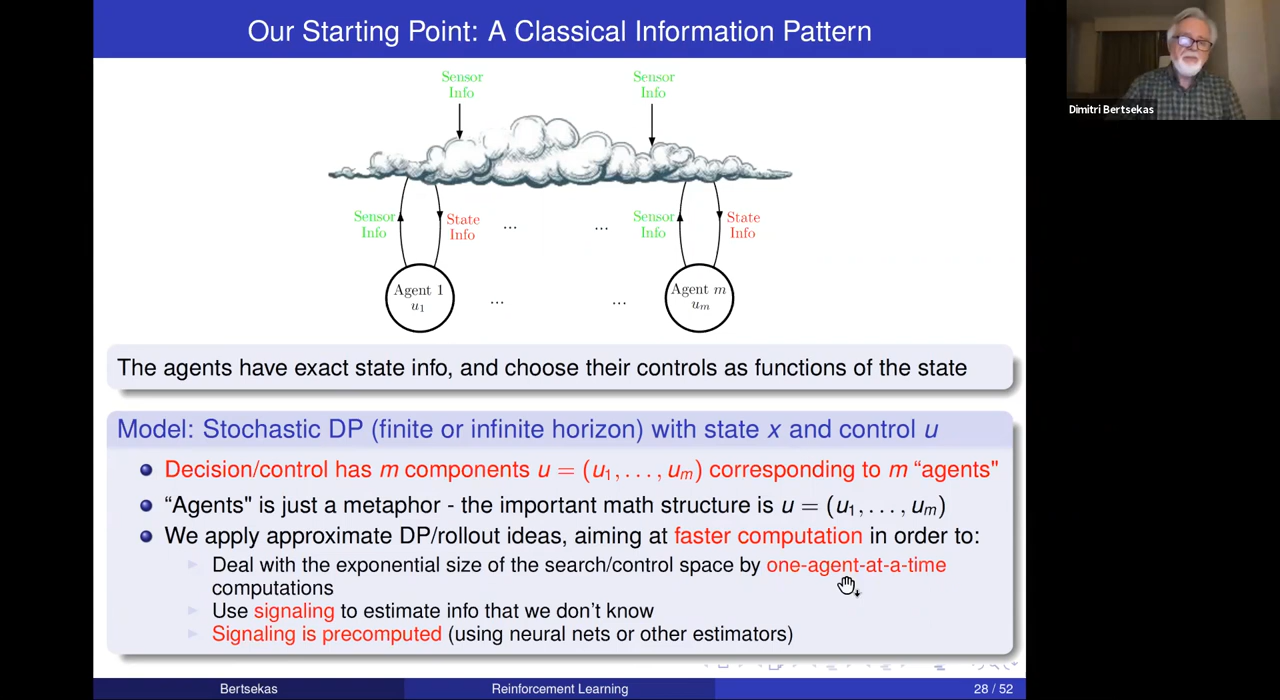 Our Starting Point: A Classical Information Pattern
Dimitri Bertsekas
Sensor Info
Sensor Info
Sensor Info
State Info
...
...
Sensor Info
State Info
Agent 1
u₁
...
...
Agent m
uₘ
The agents have exact state info, and choose their controls as functions of the state
Model: Stochastic DP (finite or infinite horizon) with state x and control u
Decision/control has m components u = (u₁, . . . , uₘ) corresponding to m “agents"
“Agents" is just a metaphor - the important math structure is u = (u₁, . . . , uₘ)
We apply approximate DP/rollout ideas, aiming at faster computation in order to:
Deal with the exponential size of the search/control space by one-agent-at-a-time
computations
Use signaling to estimate info that we don't know
Signaling is precomputed (using neural nets or other estimators)
Bertsekas
Reinforcement Learning
28 / 52